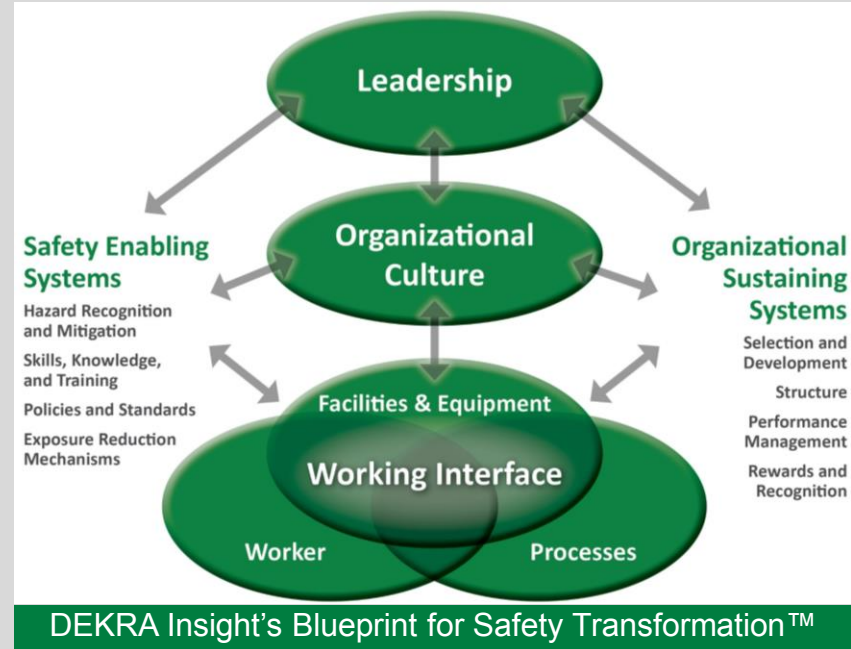 Leadership
Safety Enabling
Systems
Hazard Recognition
and Mitigation
Skills, Knowledge,
and Training
Policies and Standards
Exposure Reduction
Mechanisms
Organizational
Culture
Organizational
Sustaining
Systems
Selection and
Development
Structure
Performance
Management
Rewards and
Recognition
Facilities & Equipment
Working Interface
Worker
Processes
DEKRA Insight’s Blueprint for Safety Transformation™